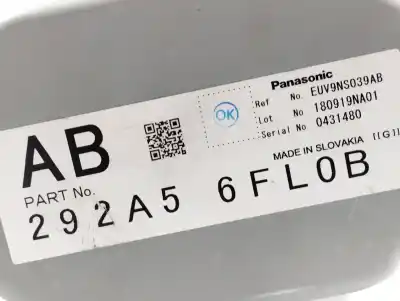 AB
PART No.
292A5 6FL0B
OK
Panasonic
Ref No. EUV9NS039AB
Lot No 180919NA01
Serial No 0431480
MADE IN SLOVAKIA [[G]]